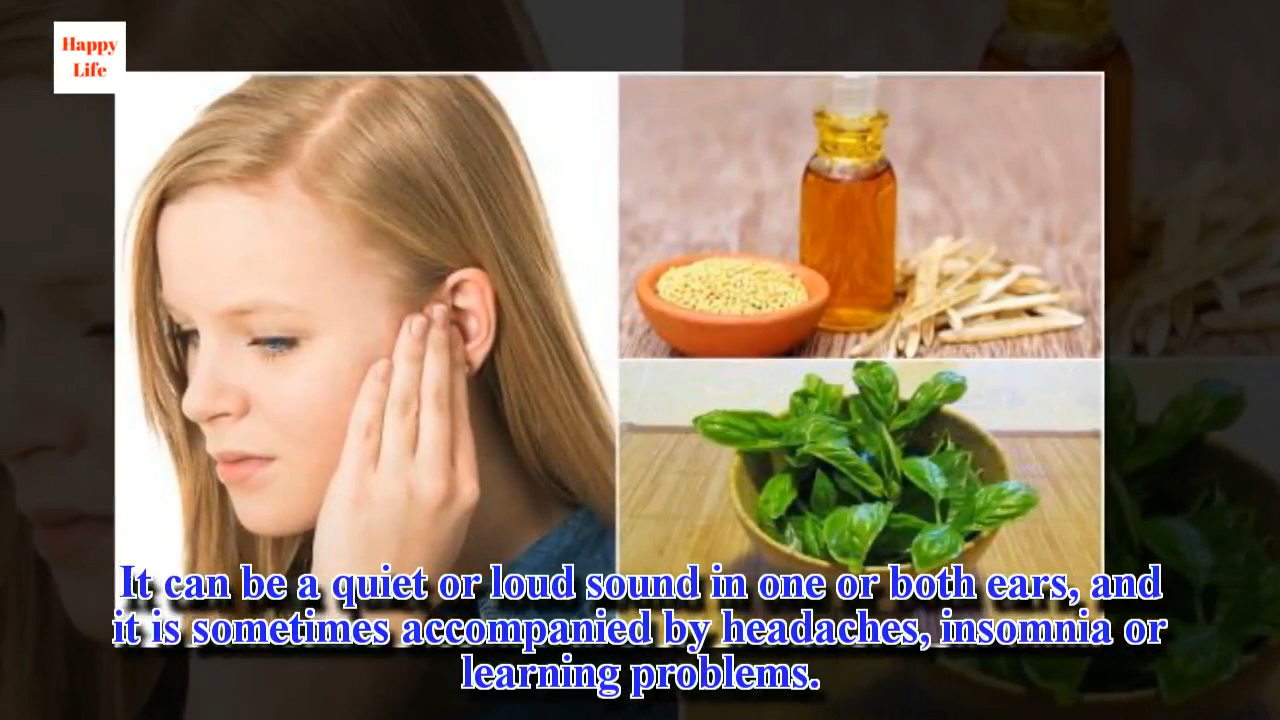 Happy
Life
It can be a quiet or loud sound in one or both ears, and
it is sometimes accompanied by headaches, insomnia or
learning problems.